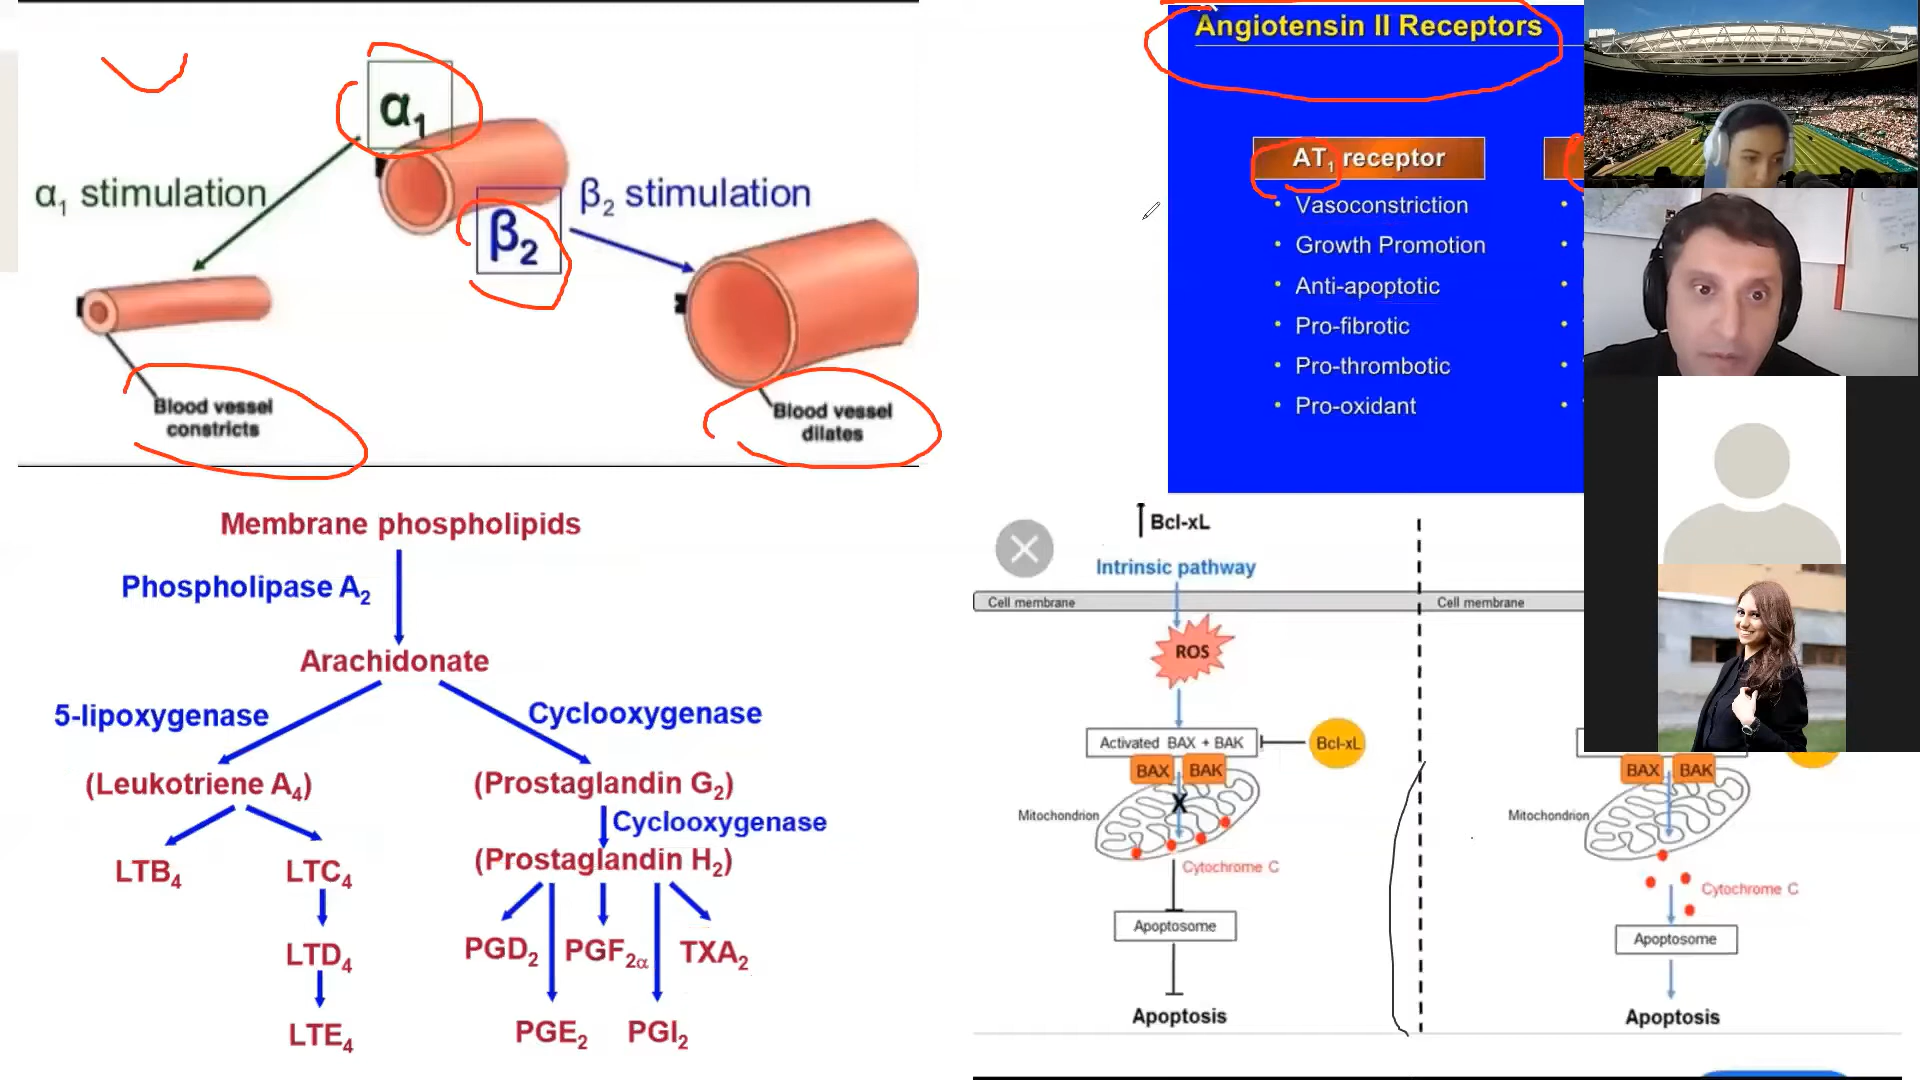 α₁
α₁ stimulation
β₂ stimulation
β₂
Blood vessel
constricts
Blood vessel
dilates
Angiotensin II Receptors
AT₁ receptor
• Vasoconstriction
• Growth Promotion
• Anti-apoptotic
• Pro-fibrotic
• Pro-thrombotic
• Pro-oxidant
Membrane phospholipids
Phospholipase A₂
Arachidonate
5-lipoxygenase
Cyclooxygenase
(Leukotriene A₄)
(Prostaglandin G₂)
Cyclooxygenase
(Prostaglandin H₂)
LTB₄
LTC₄
LTD₄
LTE₄
PGD₂
PGF₂α
TXA₂
PGE₂
PGI₂
Bcl-xL
Intrinsic pathway
Cell membrane
ROS
Activated BAX + BAK
Bcl-xL
BAX
BAK
X
Mitochondrion
Cytochrome C
Apoptosome
Apoptosis
Cell membrane
BAX
BAK
Mitochondrion
Cytochrome C
Apoptosome
Apoptosis